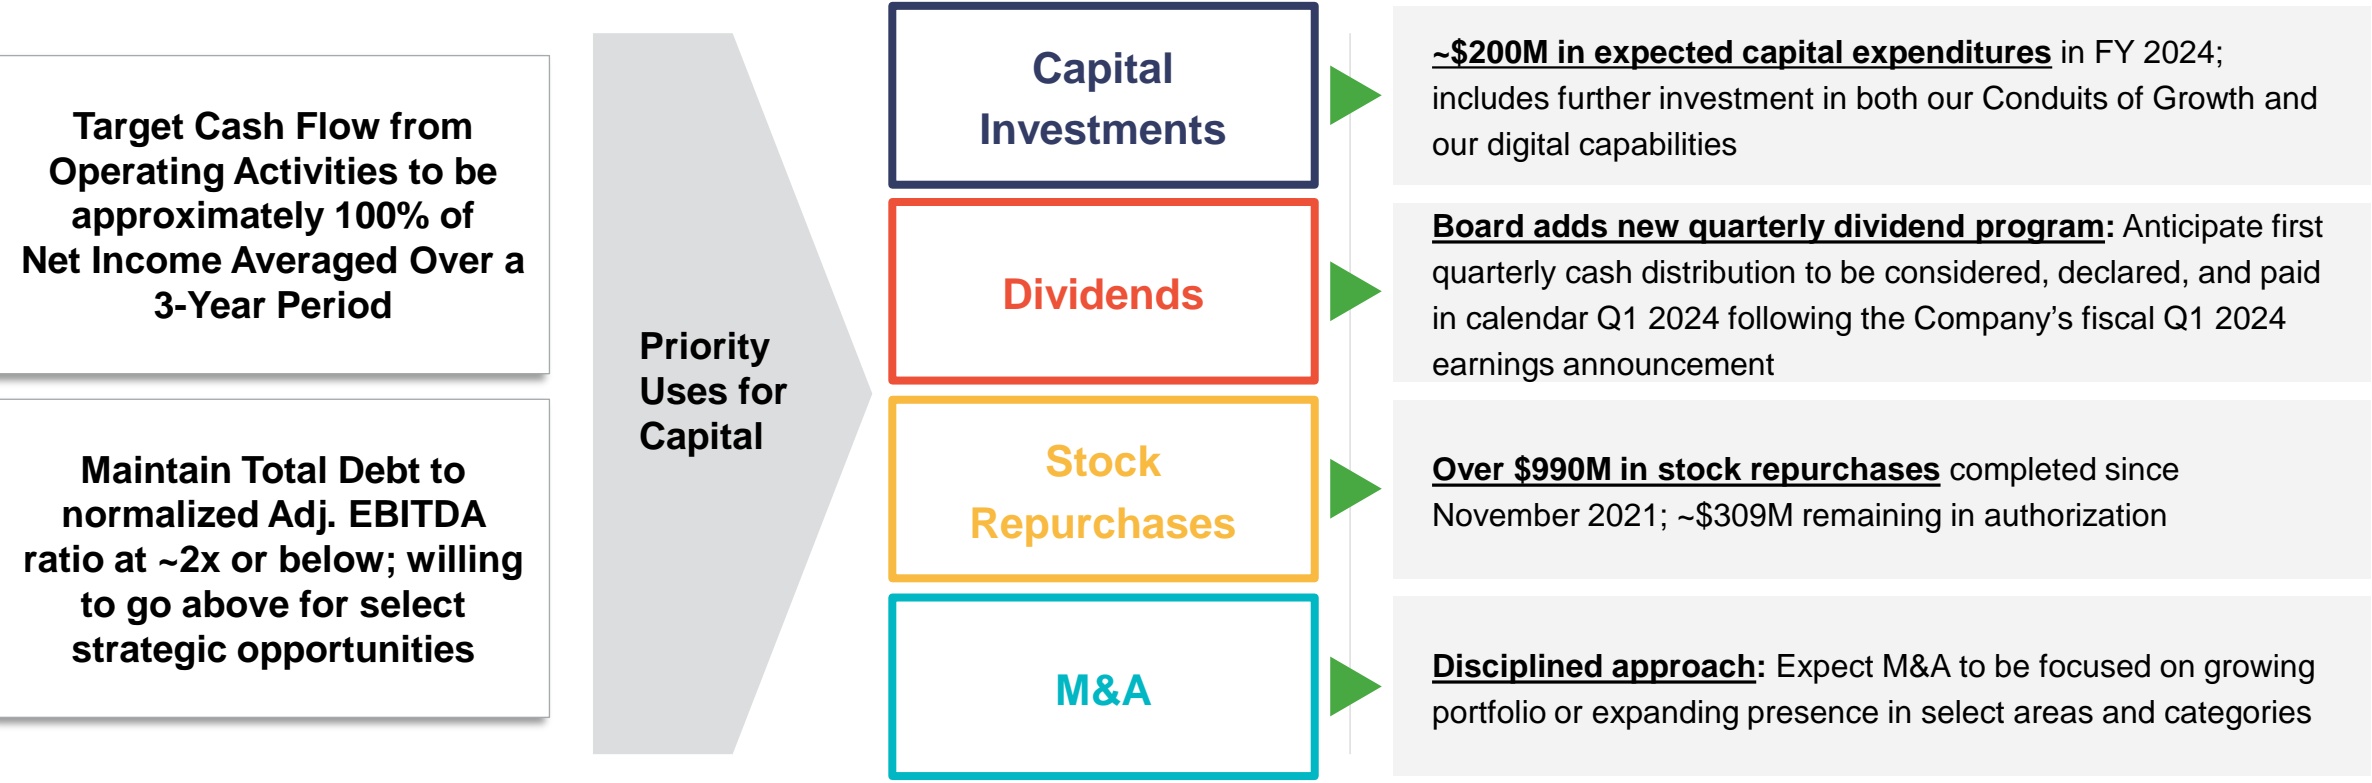 Target Cash Flow from
Operating Activities to be
approximately 100% of
Net Income Averaged Over a
3-Year Period
Maintain Total Debt to
normalized Adj. EBITDA
ratio at ~2x or below; willing
to go above for select
strategic opportunities
Priority
Uses for
Capital
Capital
Investments
~$200M in expected capital expenditures in FY 2024;
includes further investment in both our Conduits of Growth and
our digital capabilities
Dividends
Board adds new quarterly dividend program: Anticipate first
quarterly cash distribution to be considered, declared, and paid
in calendar Q1 2024 following the Company’s fiscal Q1 2024
earnings announcement
Stock
Repurchases
Over $990M in stock repurchases completed since
November 2021; ~$309M remaining in authorization
M&A
Disciplined approach: Expect M&A to be focused on growing
portfolio or expanding presence in select areas and categories